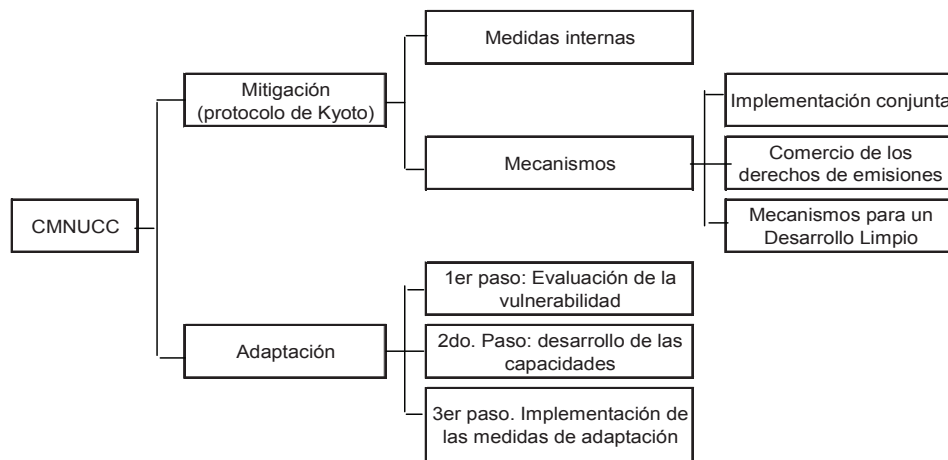 CMNUCC
Mitigación
(protocolo de Kyoto)
Medidas internas
Mecanismos
Implementación conjunta
Comercio de los
derechos de emisiones
Mecanismos para un
Desarrollo Limpio
Adaptación
1er paso: Evaluación de la
vulnerabilidad
2do. Paso: desarrollo de las
capacidades
3er paso. Implementación de
las medidas de adaptación